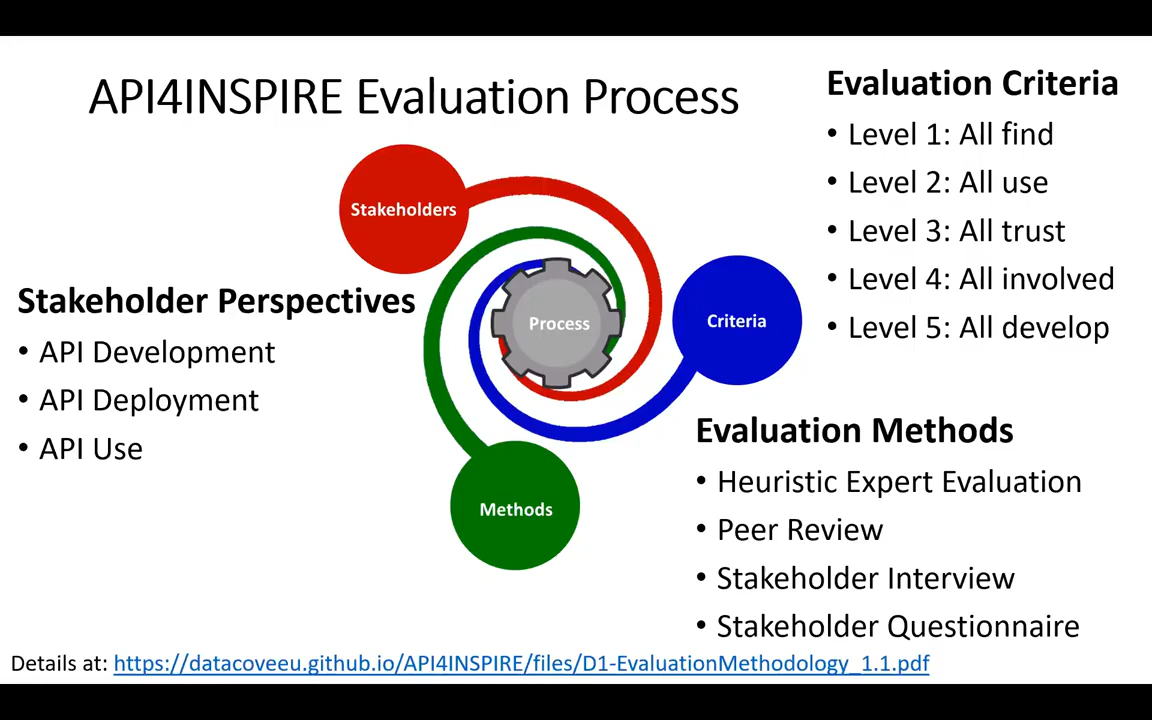 API4INSPIRE Evaluation Process
Stakeholders
Process
Criteria
Methods
Stakeholder Perspectives
• API Development
• API Deployment
• API Use
Evaluation Criteria
• Level 1: All find
• Level 2: All use
• Level 3: All trust
• Level 4: All involved
• Level 5: All develop
Evaluation Methods
• Heuristic Expert Evaluation
• Peer Review
• Stakeholder Interview
• Stakeholder Questionnaire
Details at: https://datacoveeu.github.io/API4INSPIRE/files/D1-EvaluationMethodology_1.1.pdf